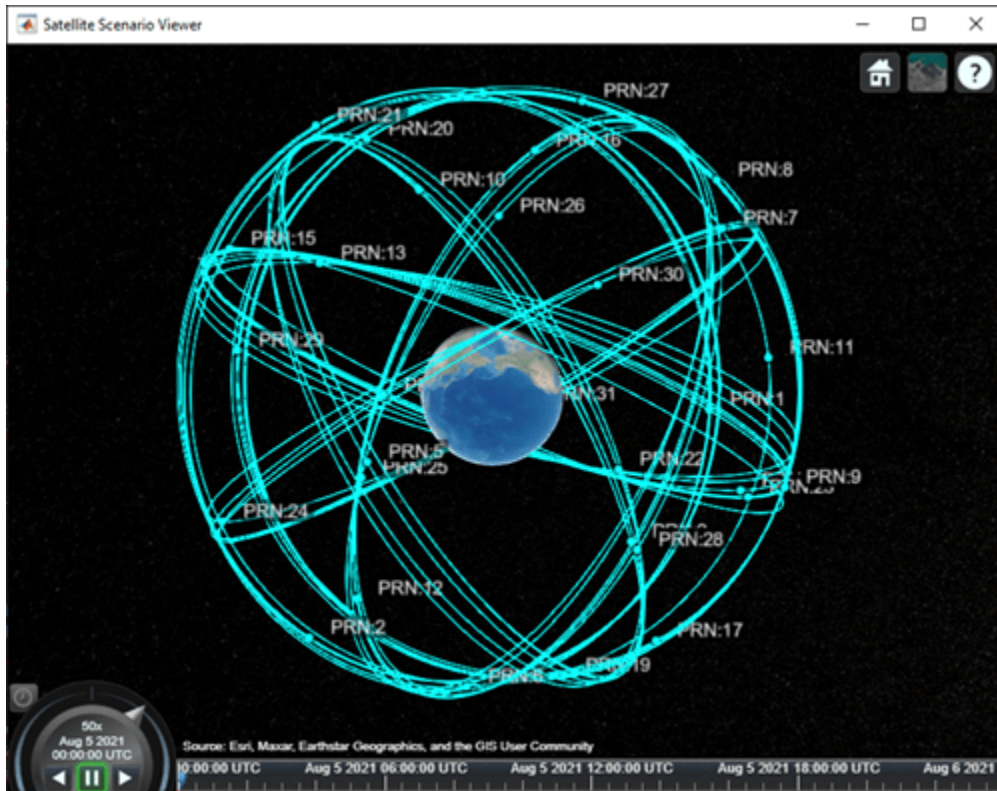 Satellite Scenario Viewer
PRN:27
PRN:21
PRN:20
PRN:16
PRN:8
PRN:10
PRN:26
PRN:7
PRN:15
PRN:13
PRN:30
PRN:29
PRN:11
PRN:31
PRN:1
PRN:5
PRN:25
PRN:22
PRN:9
PRN:24
PRN:28
PRN:12
PRN:2
PRN:17
PRN:19
PRN:6
50x
Aug 5 2021
00:00:00 UTC
Source: Esri, Maxar, Earthstar Geographics, and the GIS User Community
Aug 5 2021 06:00:00 UTC
Aug 5 2021 12:00:00 UTC
Aug 5 2021 18:00:00 UTC
Aug 6 2021